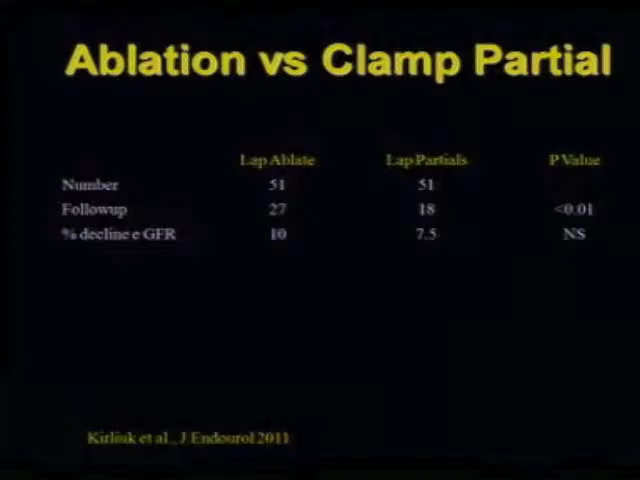 Ablation vs Clamp Partial
Lap Ablate Lap Partials P Value
Number 51 51
Followup 27 18 <0.01
% decline e GFR 10 7.5 NS
Kirliuk et al., J Endourol 2011